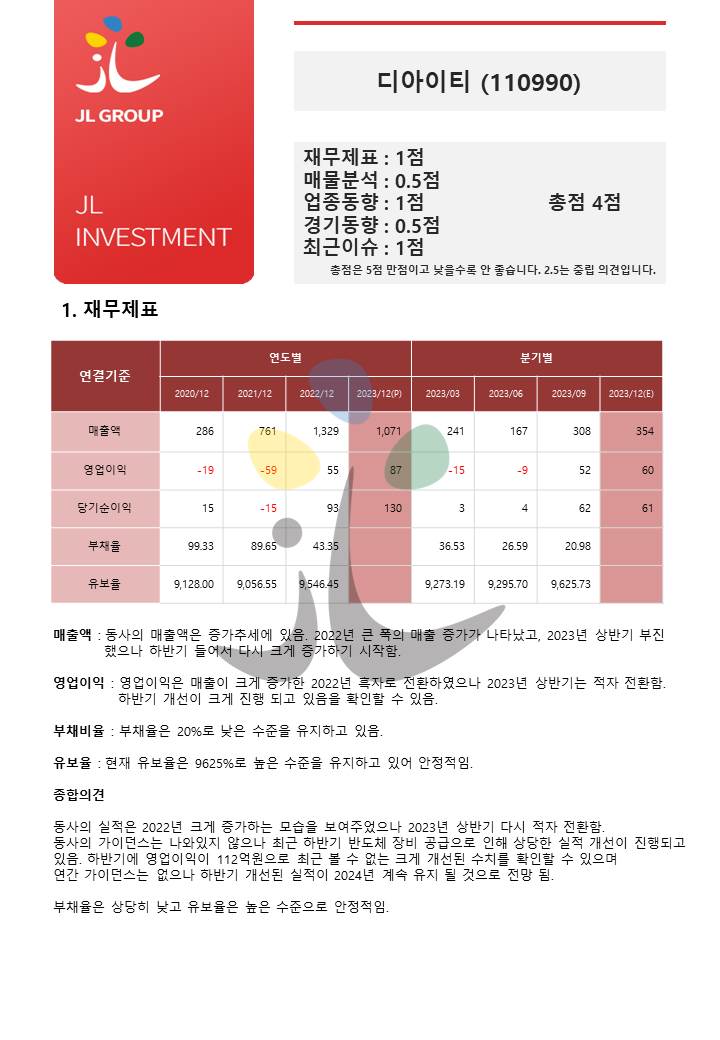 JL GROUP
JL
INVESTMENT
디아이티 (110990)
재무제표 : 1점
매물분석 : 0.5점
업종동향 : 1점 총점 4점
경기동향 : 0.5점
최근이슈 : 1점
총점은 5점 만점이고 낮을수록 안 좋습니다. 2.5는 중립 의견입니다.
1. 재무제표
연결기준 연도별 분기별
2020/12 2021/12 2022/12 2023/12(P) 2023/03 2023/06 2023/09 2023/12(E)
매출액 286 761 1,329 1,071 241 167 308 354
영업이익 -19 -59 55 87 -15 -9 52 60
당기순이익 15 -15 93 130 3 4 62 61
부채율 99.33 89.65 43.35 36.53 26.59 20.98
유보율 9,128.00 9,056.55 9,546.45 9,273.19 9,295.70 9,625.73
매출액 : 동사의 매출액은 증가추세에 있음. 2022년 큰 폭의 매출 증가가 나타났고, 2023년 상반기 부진
했으나 하반기 들어서 다시 크게 증가하기 시작함.
영업이익 : 영업이익은 매출이 크게 증가한 2022년 흑자로 전환하였으나 2023년 상반기는 적자 전환함.
하반기 개선이 크게 진행 되고 있음을 확인할 수 있음.
부채비율 : 부채율은 20%로 낮은 수준을 유지하고 있음.
유보율 : 현재 유보율은 9625%로 높은 수준을 유지하고 있어 안정적임.
종합의견
동사의 실적은 2022년 크게 증가하는 모습을 보여주었으나 2023년 상반기 다시 적자 전환함.
동사의 가이던스는 나와있지 않으나 최근 하반기 반도체 장비 공급으로 인해 상당한 실적 개선이 진행되고
있음. 하반기에 영업이익이 112억원으로 최근 볼 수 없는 크게 개선된 수치를 확인할 수 있으며
연간 가이던스는 없으나 하반기 개선된 실적이 2024년 계속 유지 될 것으로 전망 됨.
부채율은 상당히 낮고 유보율은 높은 수준으로 안정적임.